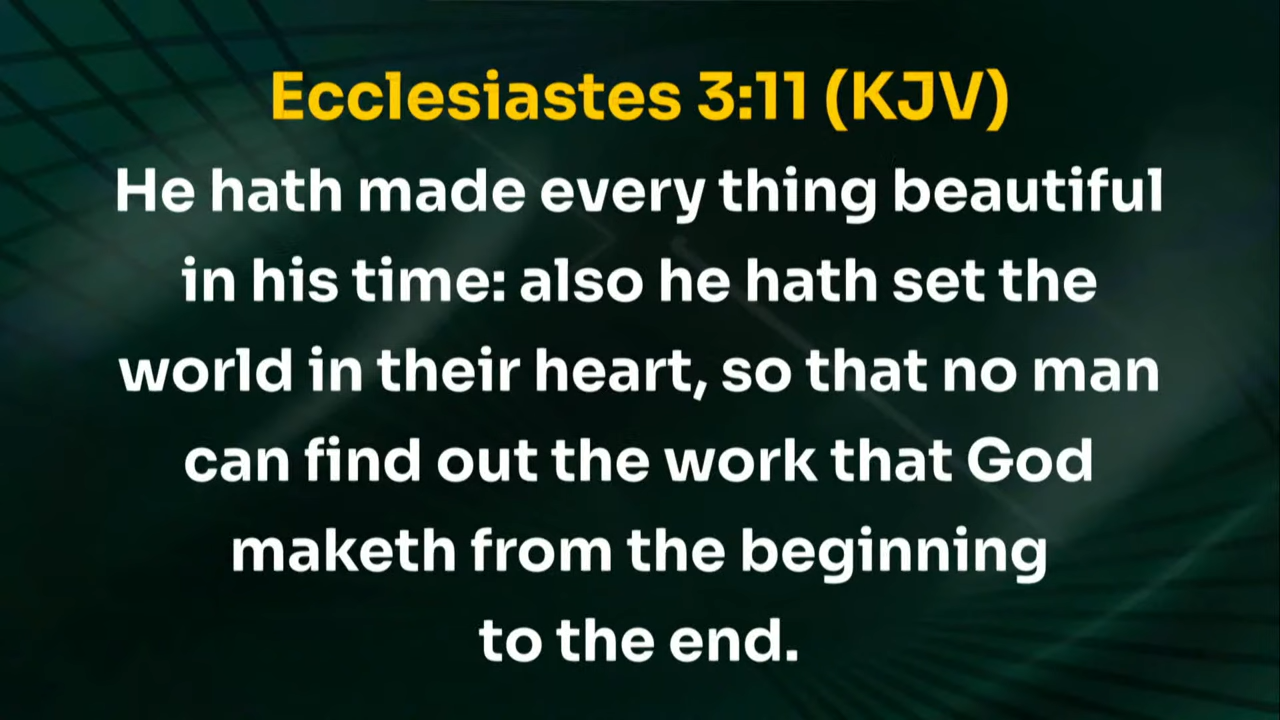 Ecclesiastes 3:11 (KJV)
He hath made every thing beautiful
in his time: also he hath set the
world in their heart, so that no man
can find out the work that God
maketh from the beginning
to the end.